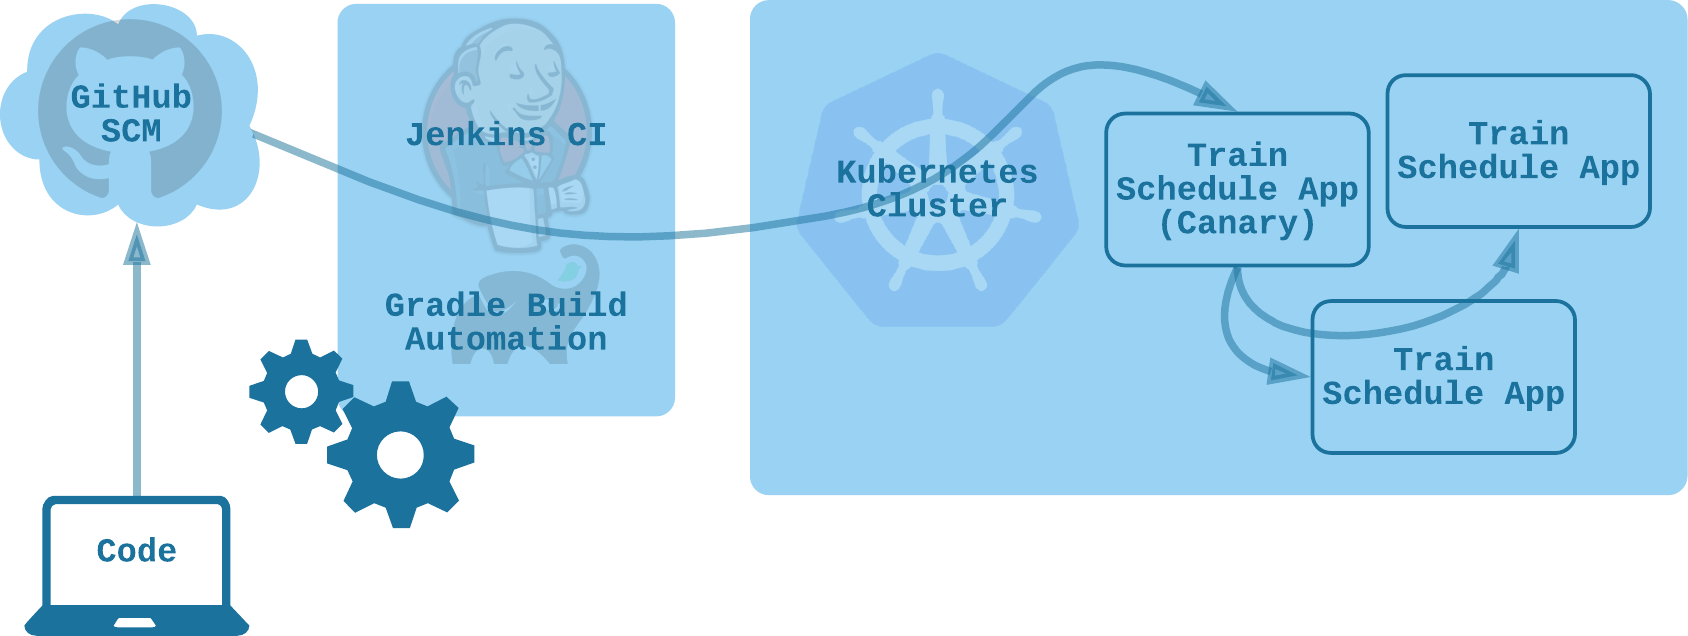 GitHub
SCM
Jenkins CI
Gradle Build
Automation
Code
Kubernetes
Cluster
Train
Schedule App
(Canary)
Train
Schedule App
Train
Schedule App